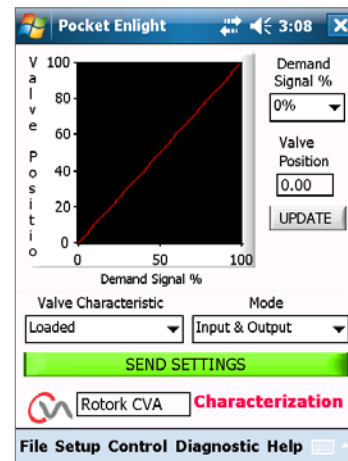 Pocket Enlight 3:08 X
Valve Positio
100
80
60
40
20
0
0 50 100
Demand Signal %
Demand
Signal %
0%
Valve
Position
0.00
UPDATE
Valve Characteristic Mode
Loaded Input & Output
SEND SETTINGS
Rotork CVA Characterization
File Setup Control Diagnostic Help